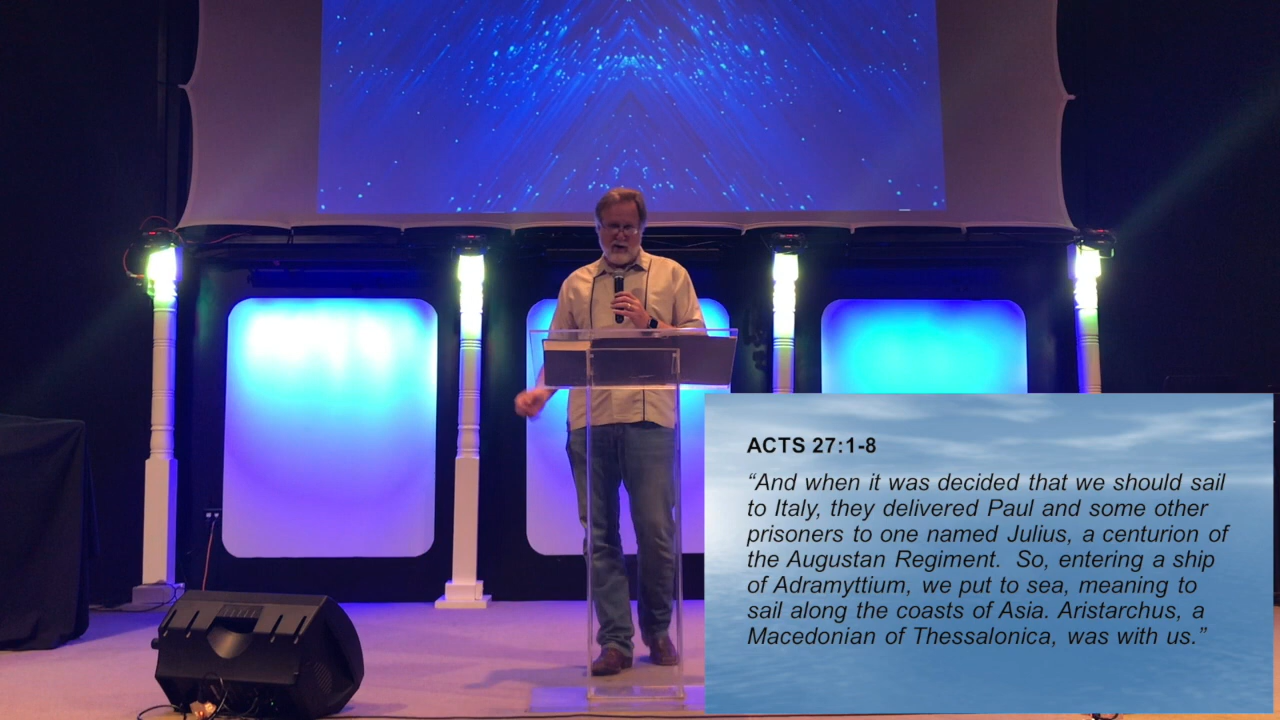 ACTS 27:1-8
“And when it was decided that we should sail
to Italy, they delivered Paul and some other
prisoners to one named Julius, a centurion of
the Augustan Regiment.  So, entering a ship
of Adramyttium, we put to sea, meaning to
sail along the coasts of Asia. Aristarchus, a
Macedonian of Thessalonica, was with us.”